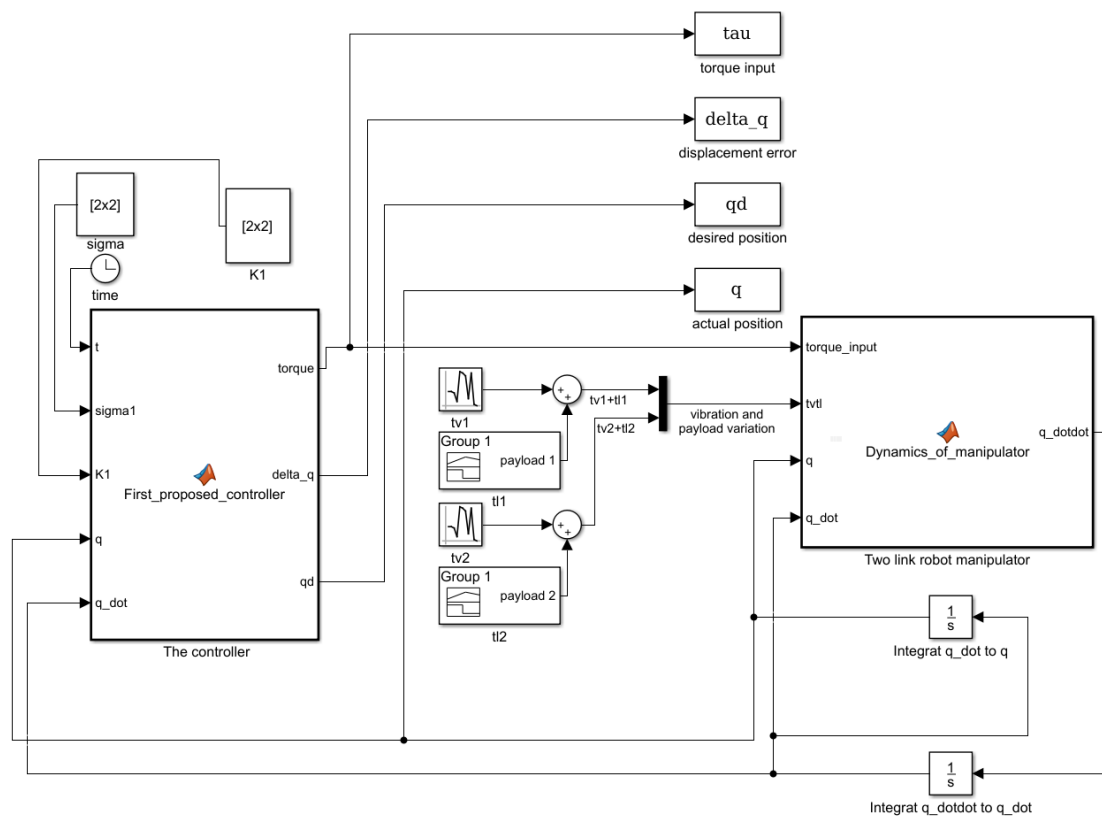 tau
torque input
delta_q
displacement error
qd
desired position
q
actual position
[2x2]
sigma
[2x2]
K1
time
t
sigma1
K1
q
q_dot
First_proposed_controller
torque
delta_q
qd
The controller
tv1
Group 1
payload 1
tl1
tv2
Group 1
payload 2
tl2
+
+
+
+
tv1+tl1
tv2+tl2
vibration and
payload variation
torque_input
tvtl
q
q_dot
Dynamics_of_manipulator
q_dotdot
Two link robot manipulator
1
s
Integrat q_dot to q
1
s
Integrat q_dotdot to q_dot